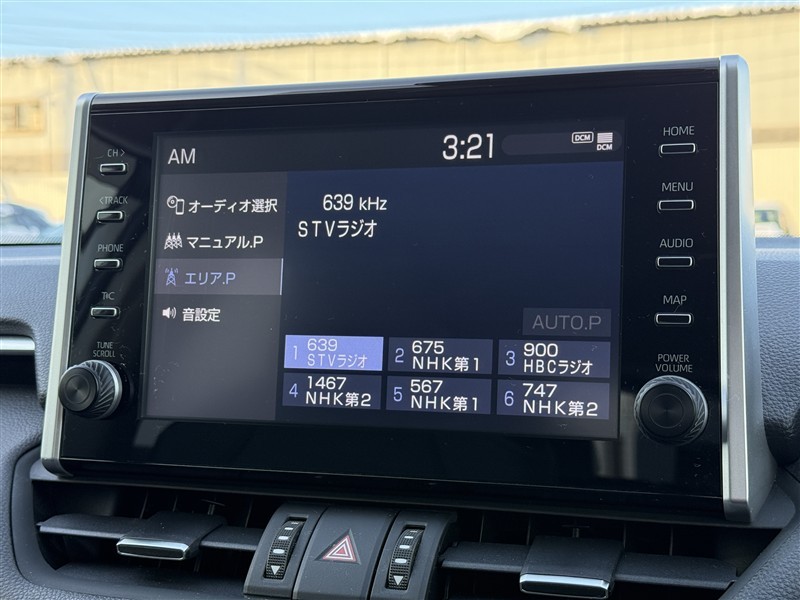 AM
3:21
DCM
DCM
オーディオ選択
マニュアル.P
エリア.P
音設定
639 kHz
STVラジオ
AUTO.P
1 639 STVラジオ
2 675 NHK第1
3 900 HBCラジオ
4 1467 NHK第2
5 567 NHK第1
6 747 NHK第2
CH >
< TRACK
PHONE
T/C
TUNE
SCROLL
HOME
MENU
AUDIO
MAP
POWER
VOLUME